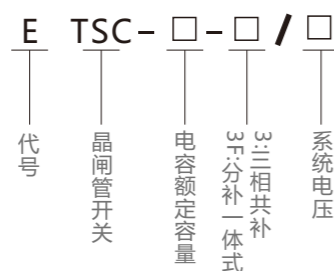 E TSC-□-□/□
代号
晶闸管开关
电容额定容量
3:三相共补
3F:分补一体式
系统电压